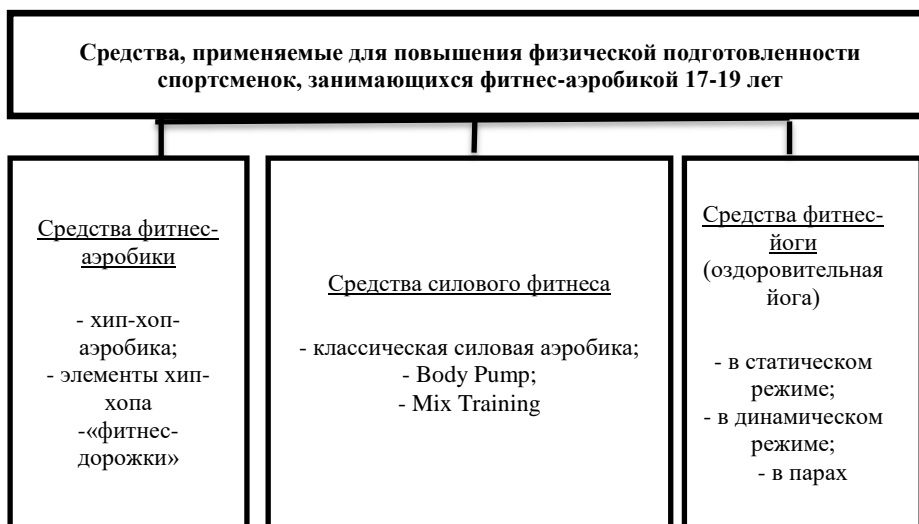 Средства, применяемые для повышения физической подготовленности
спортсменок, занимающихся фитнес-аэробикой 17-19 лет
Средства фитнес-
аэробики
- хип-хоп-
аэробика;
- элементы хип-
хопа
-«фитнес-
дорожки»
Средства силового фитнеса
- классическая силовая аэробика;
- Body Pump;
- Mix Training
Средства фитнес-
йоги
(оздоровительная
йога)
- в статическом
режиме;
- в динамическом
режиме;
- в парах